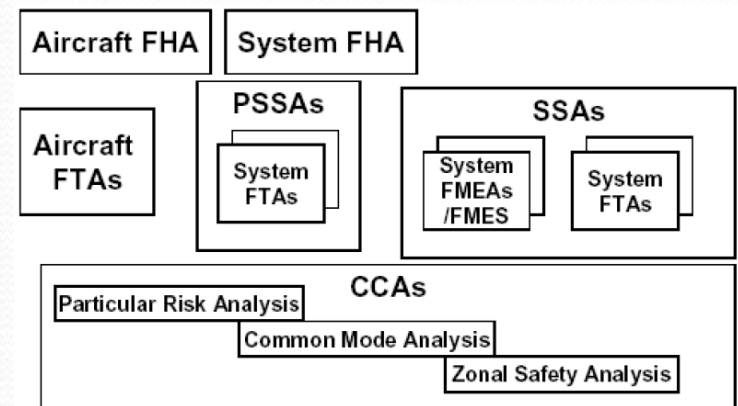 Aircraft FHA
System FHA
PSSAs
SSAs
Aircraft
FTAs
System
FTAs
System
FMEAs
/FMES
System
FTAs
CCAs
Particular Risk Analysis
Common Mode Analysis
Zonal Safety Analysis